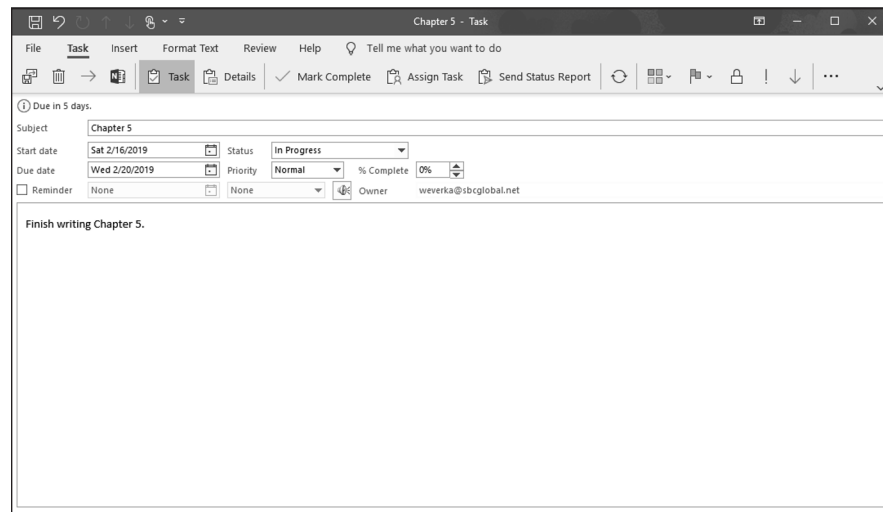 Chapter 5 - Task
File Task Insert Format Text Review Help Tell me what you want to do
Task Details Mark Complete Assign Task Send Status Report
Due in 5 days.
Subject Chapter 5
Start date Sat 2/16/2019 Status In Progress
Due date Wed 2/20/2019 Priority Normal % Complete 0%
Reminder None None Owner weverka@sbcglobal.net
Finish writing Chapter 5.